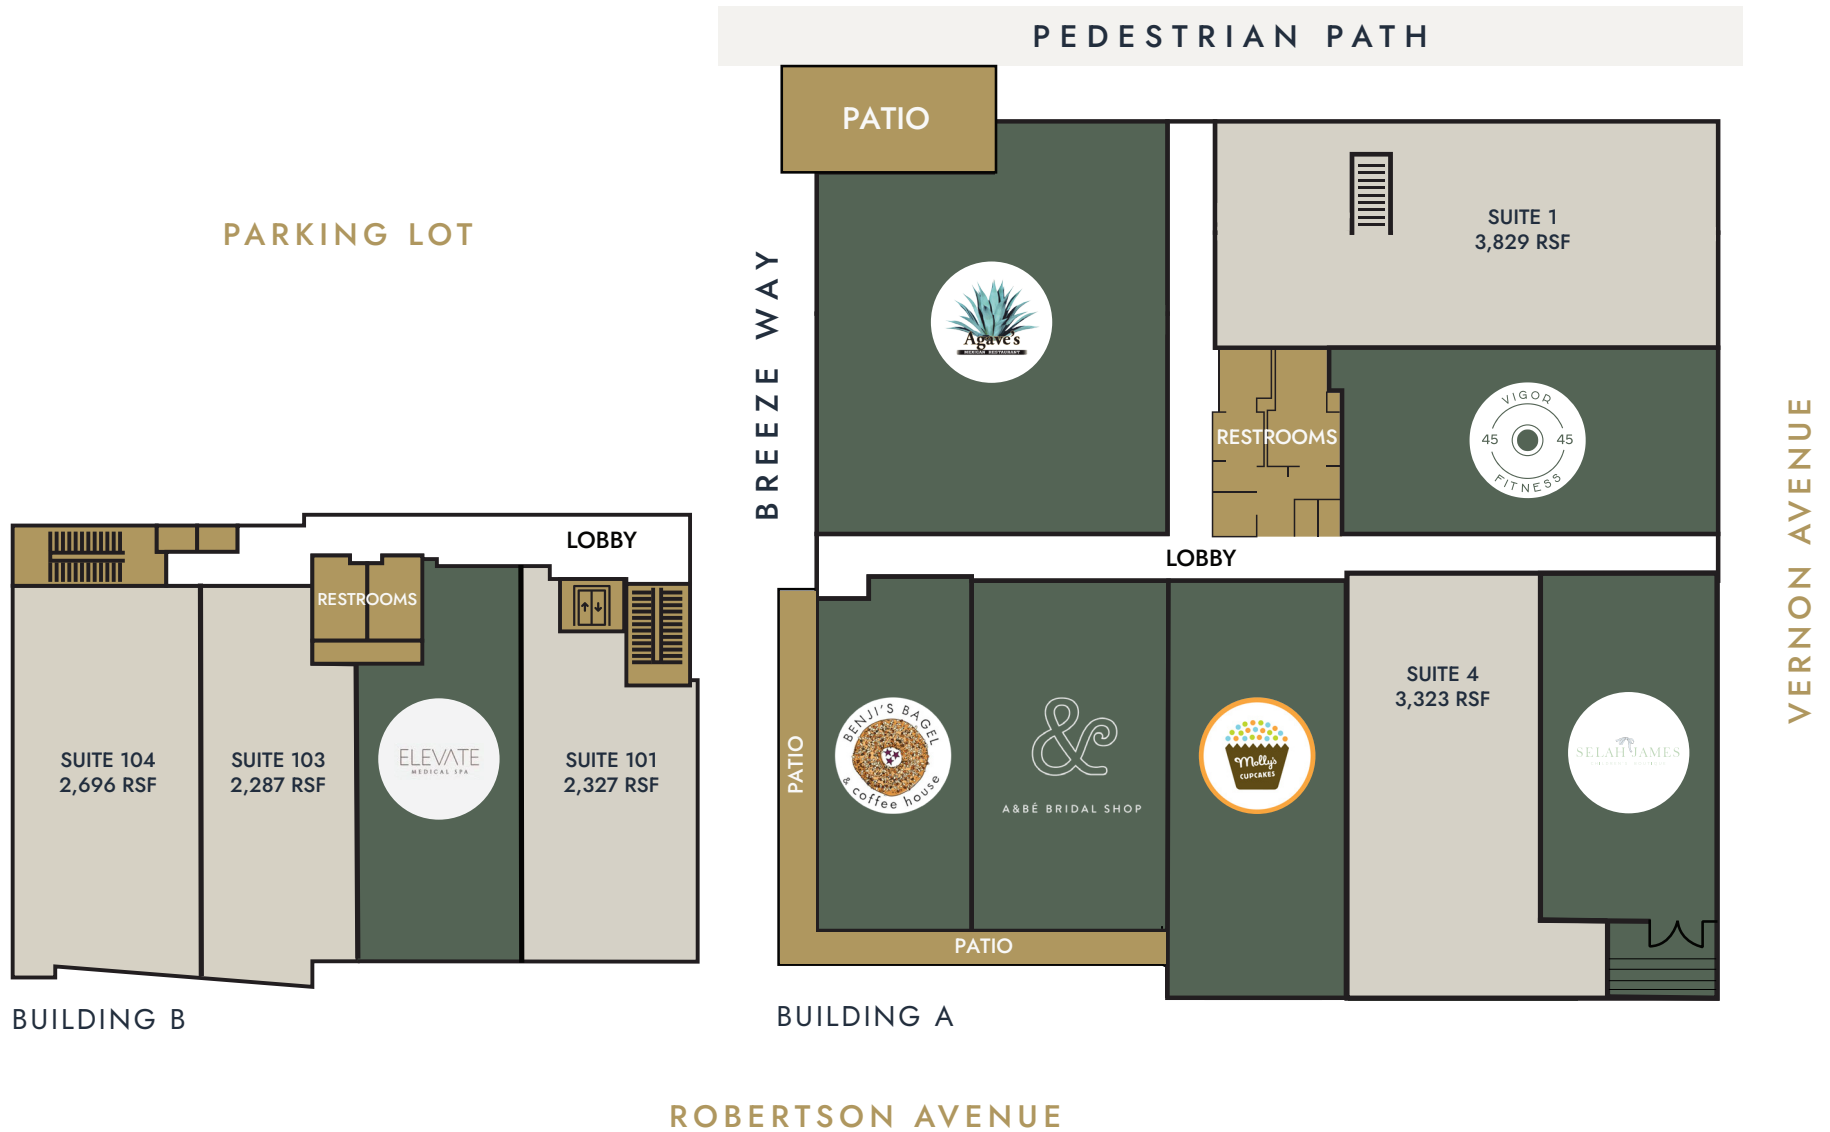 PEDESTRIAN PATH
PATIO
PARKING LOT
BREEZE WAY
Agave's
MEXICAN RESTAURANT
SUITE 1
3,829 RSF
RESTROOMS
VIGOR
45 45
FITNESS
VERNON AVENUE
LOBBY
LOBBY
RESTROOMS
SUITE 104
2,696 RSF
SUITE 103
2,287 RSF
ELEVATE
MEDICAL SPA
SUITE 101
2,327 RSF
PATIO
BENJI'S BAGEL
& coffee house
&
A&BÉ BRIDAL SHOP
Molly's
CUPCAKES
SUITE 4
3,323 RSF
SELAH JAMES
PATIO
BUILDING B
BUILDING A
ROBERTSON AVENUE